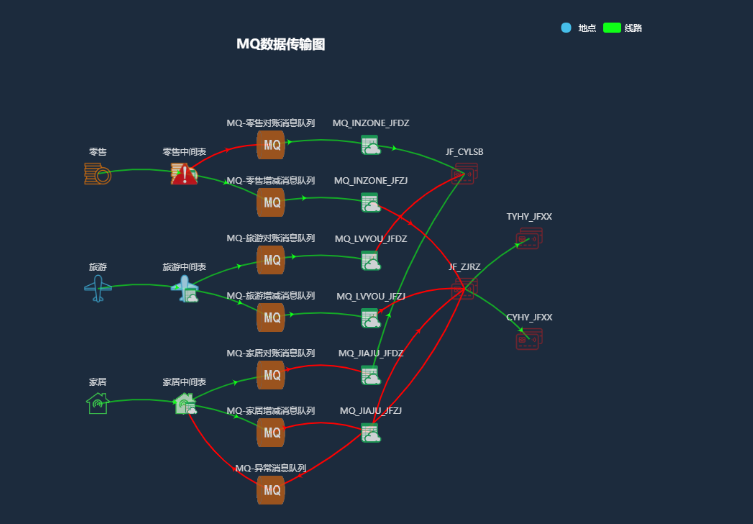 地点 线路
MQ数据传输图
MQ-零售对账消息队列 MQ_INZONE_JFDZ
MQ
零售 零售中间表 JF_CYLSB
MQ-零售增减消息队列 MQ_INZONE_JFZJ
MQ
TYHY_JFXX
MQ-旅游对账消息队列 MQ_LVYOU_JFDZ
MQ
旅游 旅游中间表 JF_ZJRZ
MQ-旅游增减消息队列 MQ_LVYOU_JFZJ
MQ
CYHY_JFXX
MQ-家居对账消息队列 MQ_JIAJU_JFDZ
MQ
家居 家居中间表
MQ-家居增减消息队列 MQ_JIAJU_JFZJ
MQ
MQ-异常消息队列
MQ